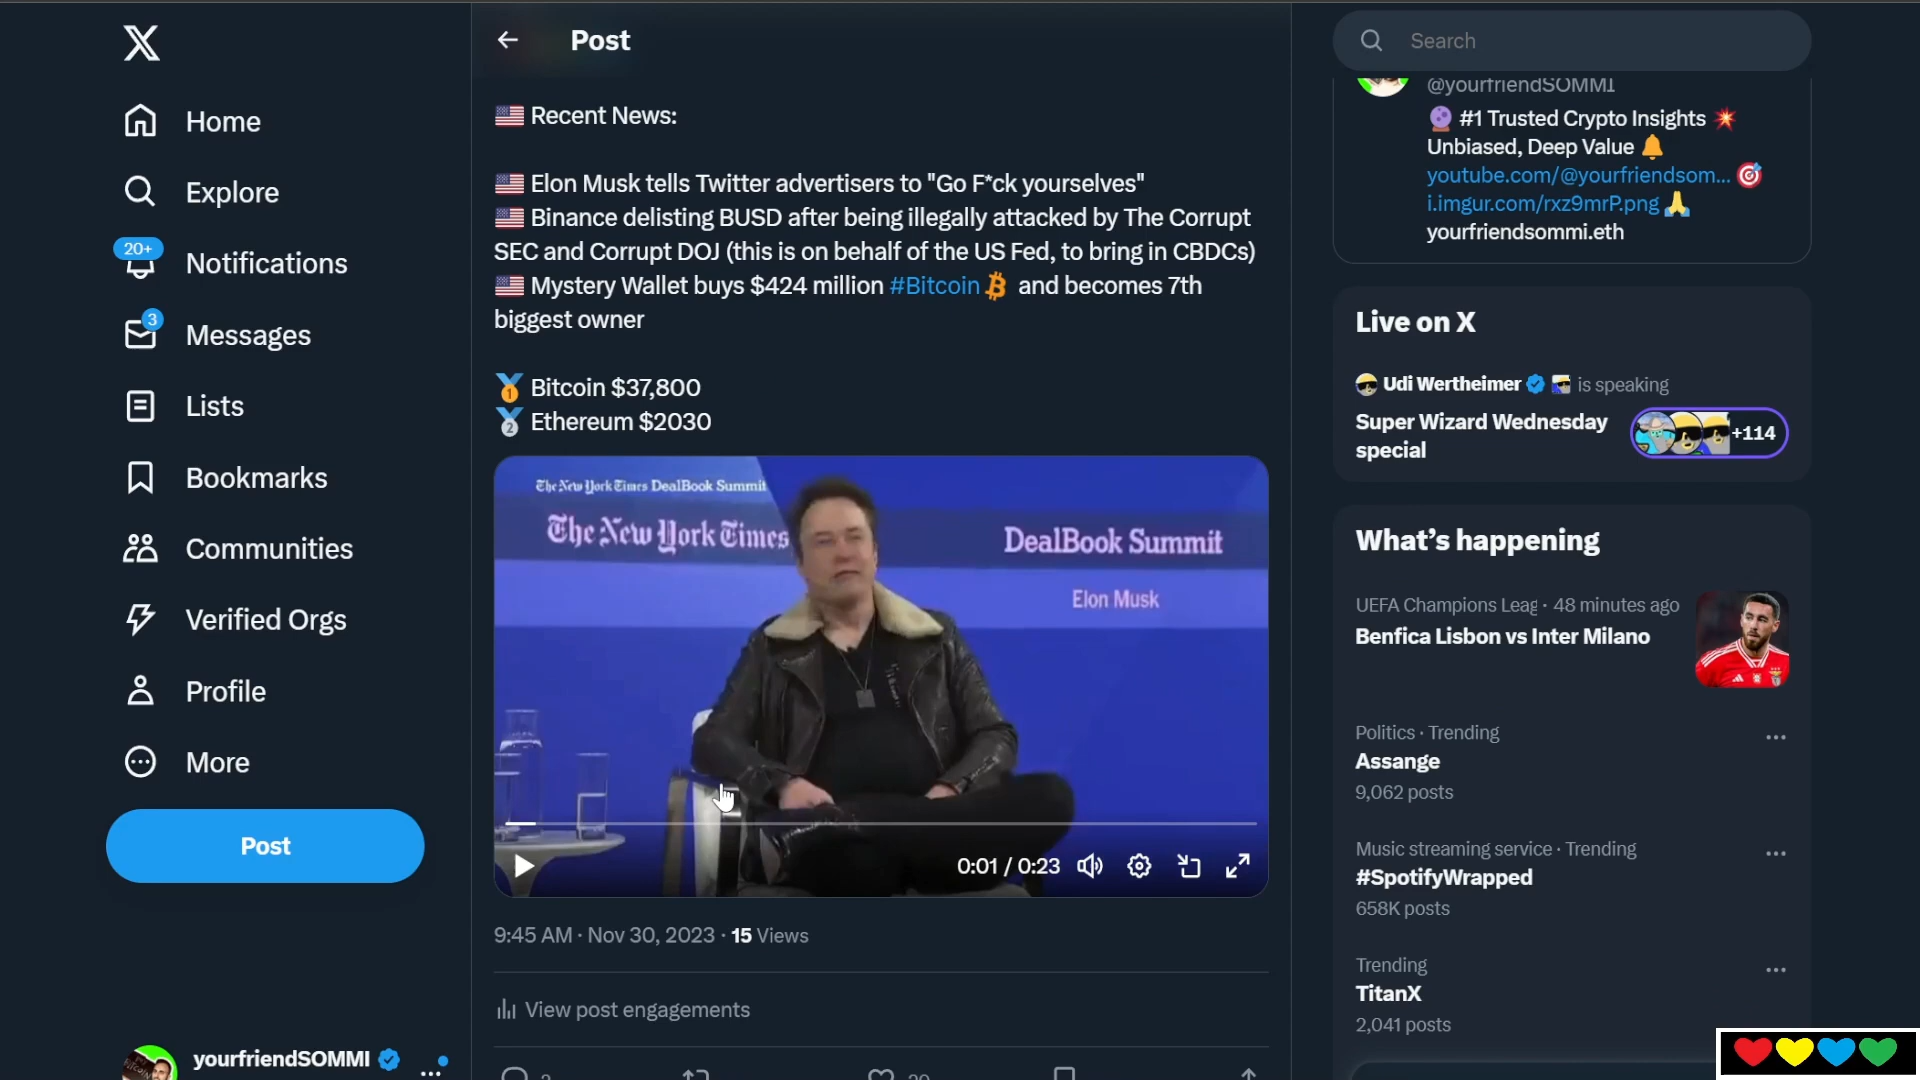 Home
Explore
20+
Notifications
3
Messages
Lists
Bookmarks
Communities
Verified Orgs
Profile
More
Post
yourfriendSOMMI
Post
Recent News:
Elon Musk tells Twitter advertisers to "Go F*ck yourselves"
Binance delisting BUSD after being illegally attacked by The Corrupt
SEC and Corrupt DOJ (this is on behalf of the US Fed, to bring in CBDCs)
Mystery Wallet buys $424 million #Bitcoin and becomes 7th
biggest owner
Bitcoin $37,800
Ethereum $2030
The New York Times DealBook Summit
The New York Times
DealBook Summit
Elon Musk
0:01 / 0:23
9:45 AM · Nov 30, 2023 · 15 Views
View post engagements
Search
@yourfriendSOMMI
#1 Trusted Crypto Insights
Unbiased, Deep Value
youtube.com/@yourfriendsom...
i.imgur.com/rxz9mrP.png
yourfriendsommi.eth
Live on X
Udi Wertheimer is speaking
Super Wizard Wednesday
special
+114
What's happening
UEFA Champions Leag · 48 minutes ago
Benfica Lisbon vs Inter Milano
Politics · Trending
Assange
9,062 posts
Music streaming service · Trending
#SpotifyWrapped
658K posts
Trending
TitanX
2,041 posts